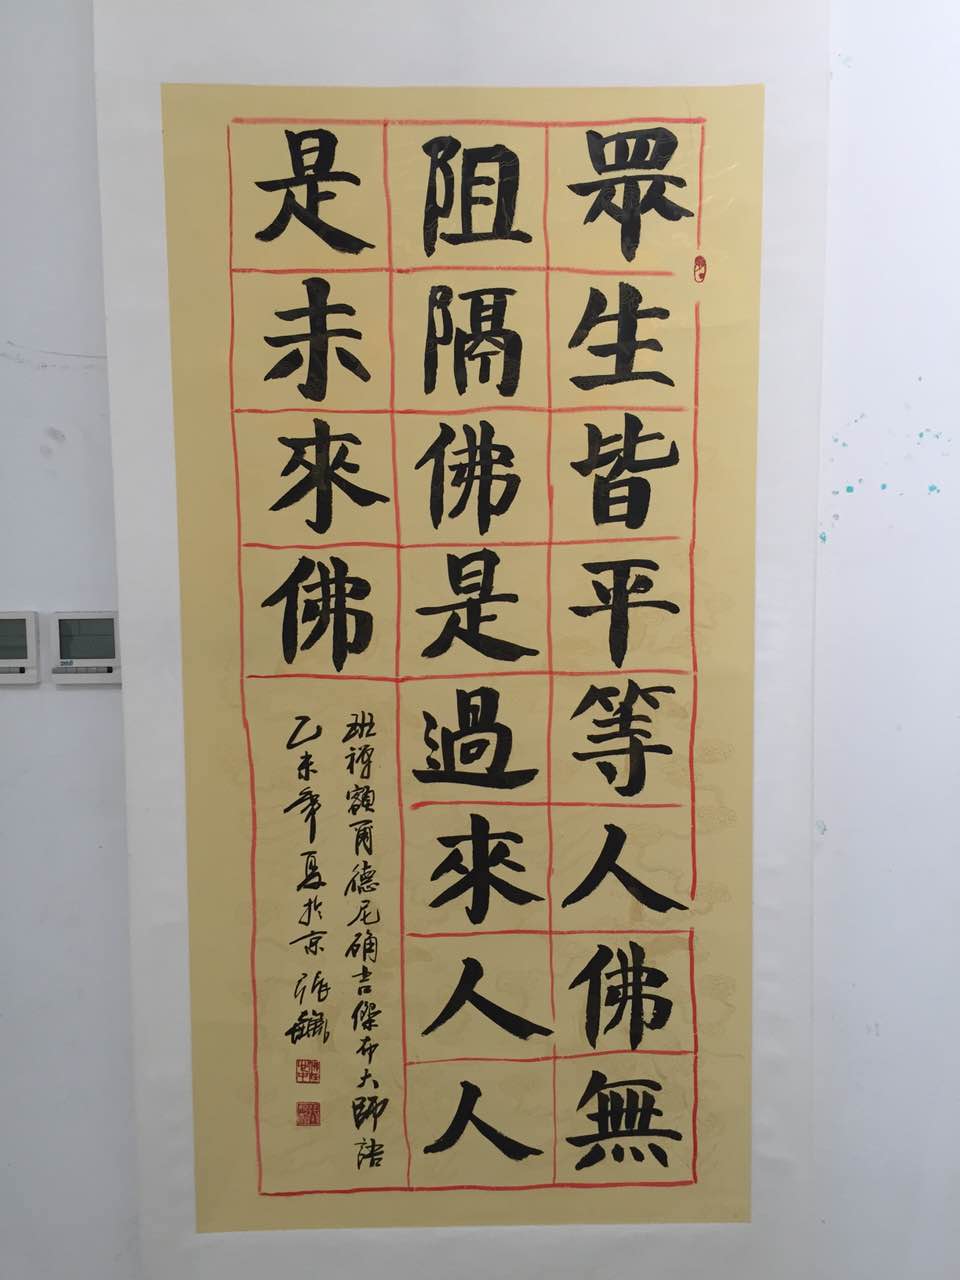 眾生皆平等人佛無
阻隔佛是過來人人
是未來佛
班禪額爾德尼确吉傑布大師語
乙未年夏於京 張